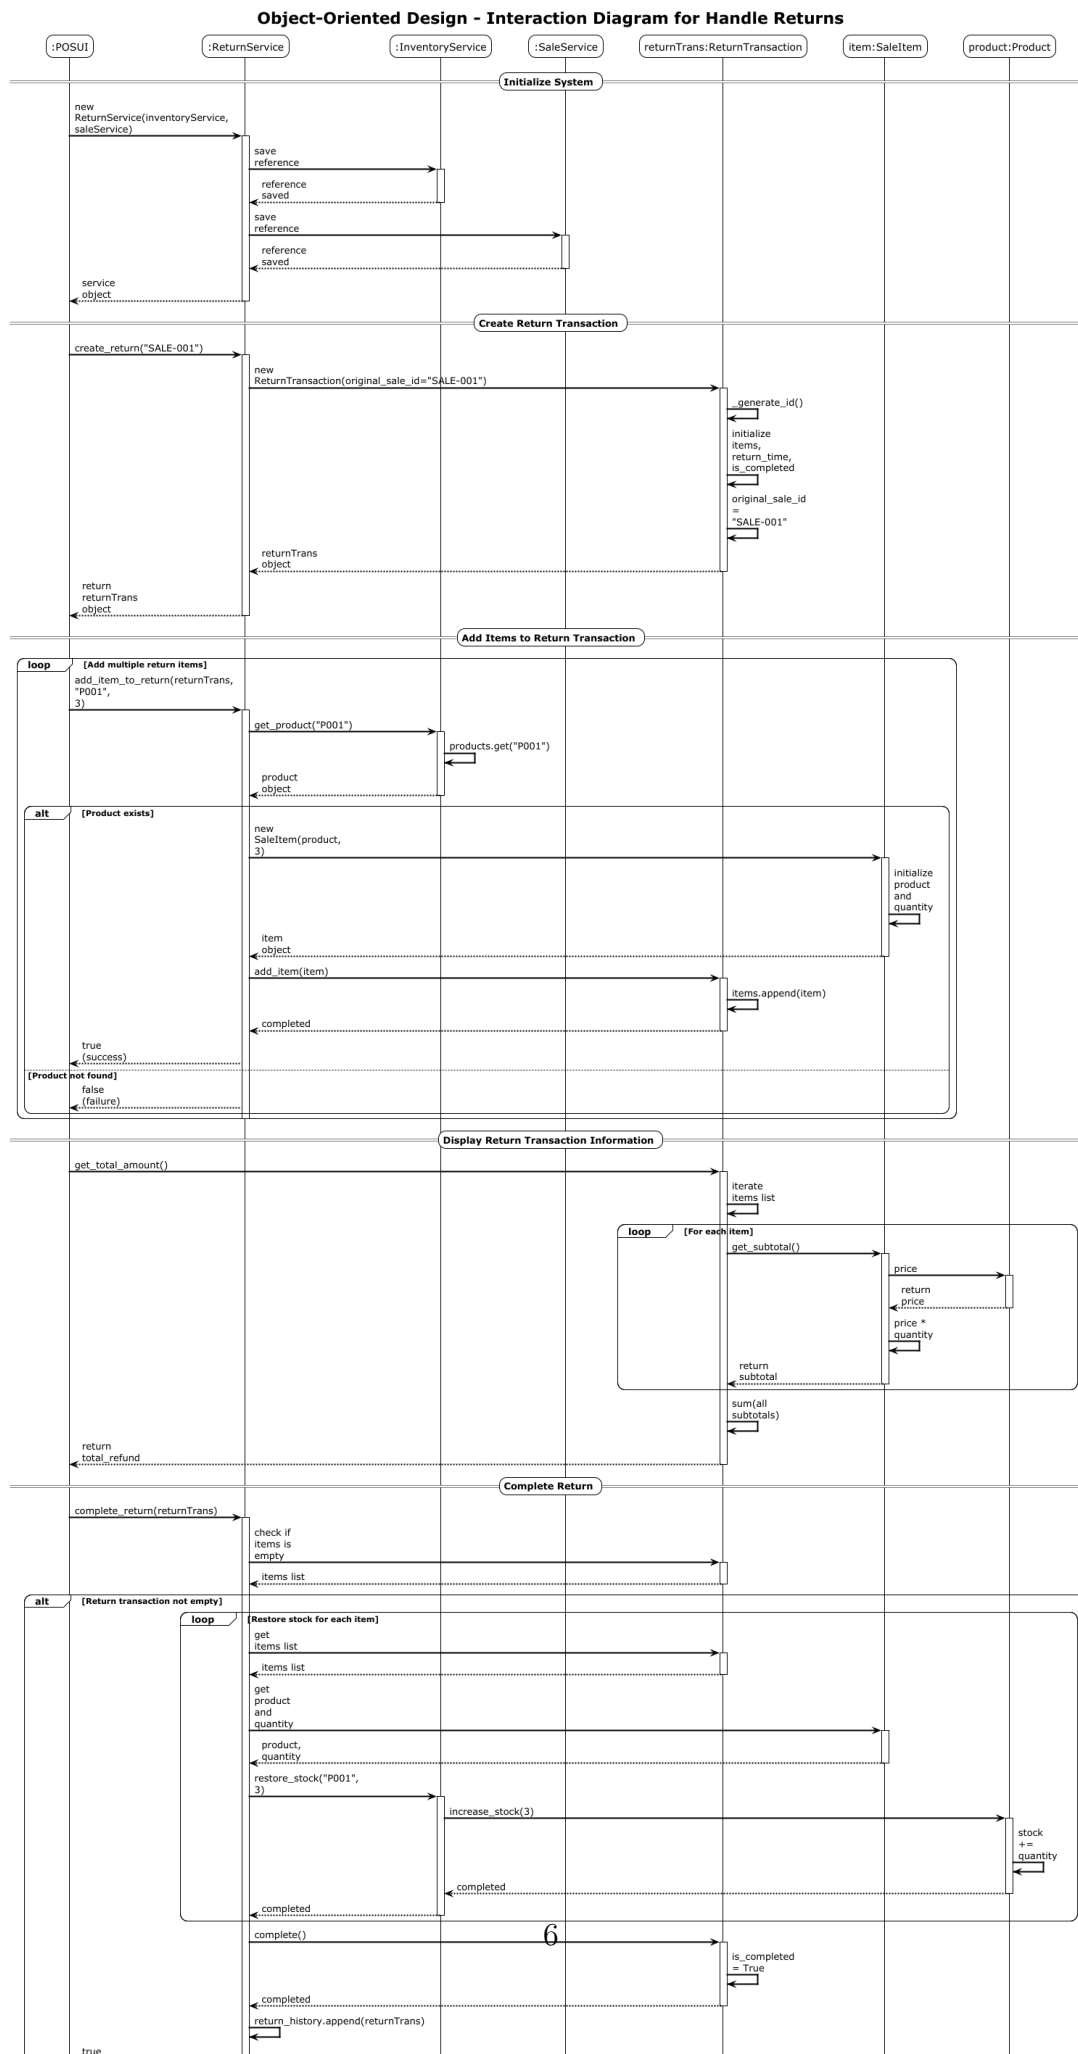 Object-Oriented Design - Interaction Diagram for Handle Returns
:POSUI
:ReturnService
:InventoryService
:SaleService
returnTrans:ReturnTransaction
item:SaleItem
product:Product
Initialize System
new
ReturnService(inventoryService,
saleService)
save
reference
reference
saved
save
reference
reference
saved
service
object
Create Return Transaction
create_return("SALE-001")
new
ReturnTransaction(original_sale_id="SALE-001")
_generate_id()
initialize
items,
return_time,
is_completed
original_sale_id
=
"SALE-001"
returnTrans
object
return
returnTrans
object
Add Items to Return Transaction
loop
[Add multiple return items]
add_item_to_return(returnTrans,
"P001",
3)
get_product("P001")
products.get("P001")
product
object
alt
[Product exists]
new
SaleItem(product,
3)
initialize
product
and
quantity
item
object
add_item(item)
items.append(item)
completed
true
(success)
[Product not found]
false
(failure)
Display Return Transaction Information
get_total_amount()
iterate
items list
loop
[For each item]
get_subtotal()
price
return
price
price *
quantity
return
subtotal
sum(all
subtotals)
return
total_refund
Complete Return
complete_return(returnTrans)
check if
items is
empty
items list
alt
[Return transaction not empty]
loop
[Restore stock for each item]
get
items list
items list
get
product
and
quantity
product,
quantity
restore_stock("P001",
3)
increase_stock(3)
stock
+=
quantity
completed
completed
6
complete()
is_completed
= True
completed
return_history.append(returnTrans)
true